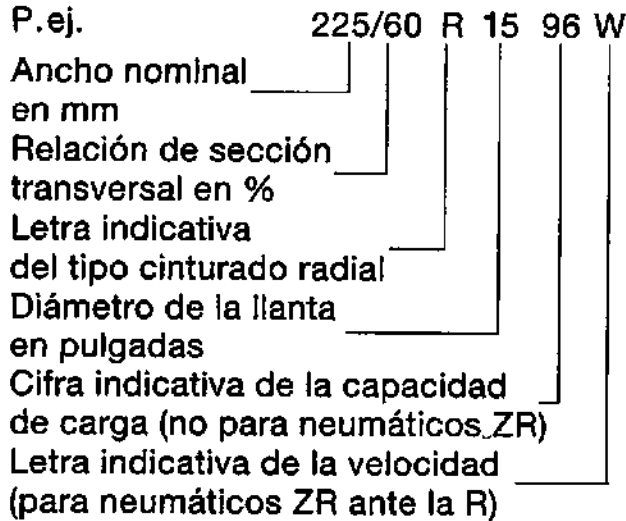 P.ej. 225/60 R 15 96 W
Ancho nominal
en mm
Relación de sección
transversal en %
Letra indicativa
del tipo cinturado radial
Diámetro de la llanta
en pulgadas
Cifra indicativa de la capacidad
de carga (no para neumáticos ZR)
Letra indicativa de la velocidad
(para neumáticos ZR ante la R)